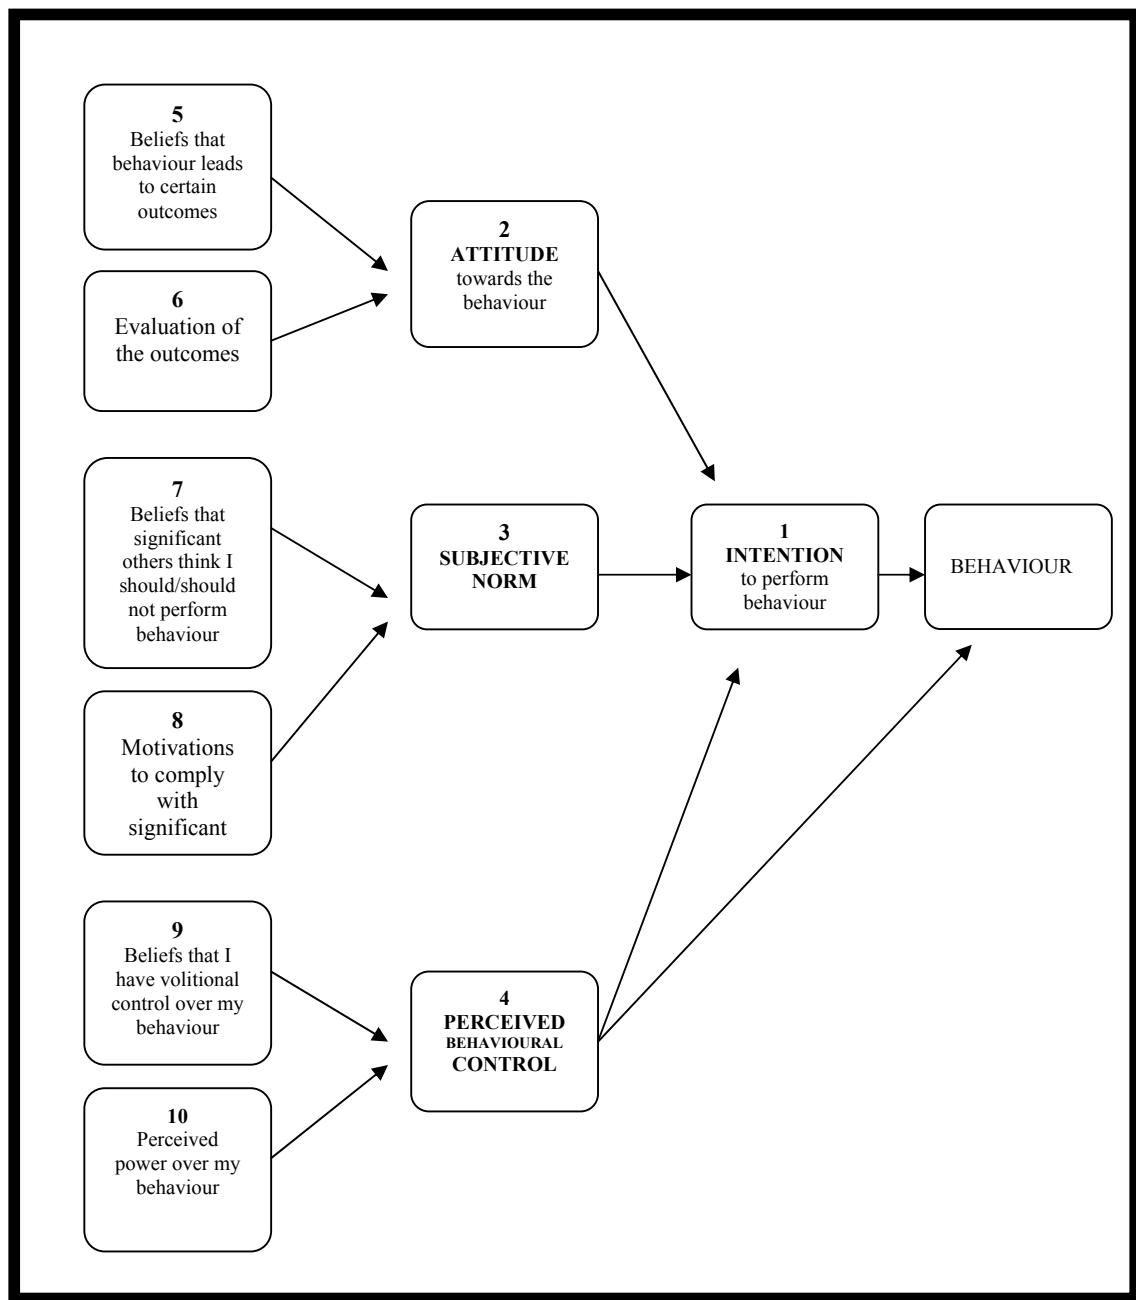 5
Beliefs that
behaviour leads
to certain
outcomes
6
Evaluation of
the outcomes
2
ATTITUDE
towards the
behaviour
7
Beliefs that
significant
others think I
should/should
not perform
behaviour
8
Motivations
to comply
with
significant
3
SUBJECTIVE
NORM
1
INTENTION
to perform
behaviour
BEHAVIOUR
9
Beliefs that I
have volitional
control over my
behaviour
10
Perceived
power over my
behaviour
4
PERCEIVED
BEHAVIOURAL
CONTROL